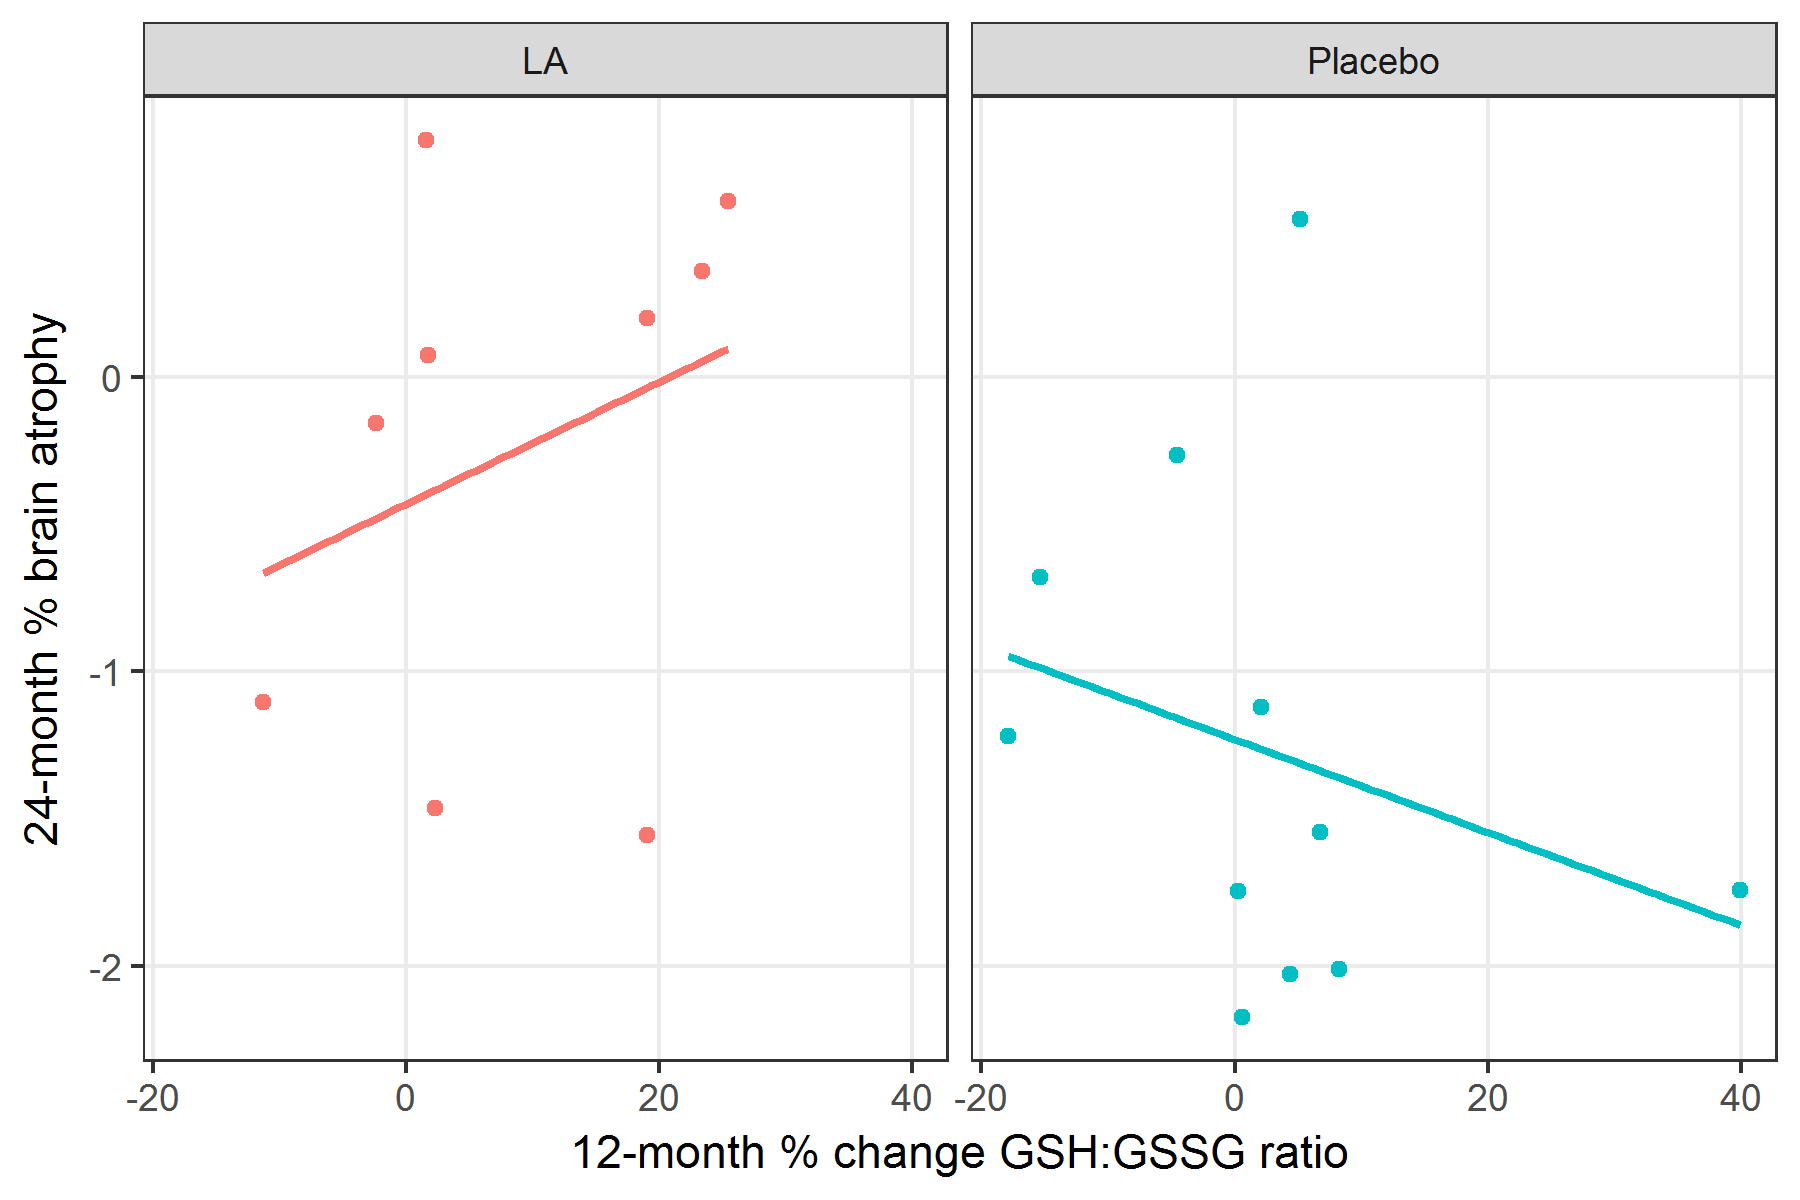 LA
Placebo
24-month % brain atrophy
0
-1
-2
-20 0 20 40 -20 0 20 40
12-month % change GSH:GSSG ratio